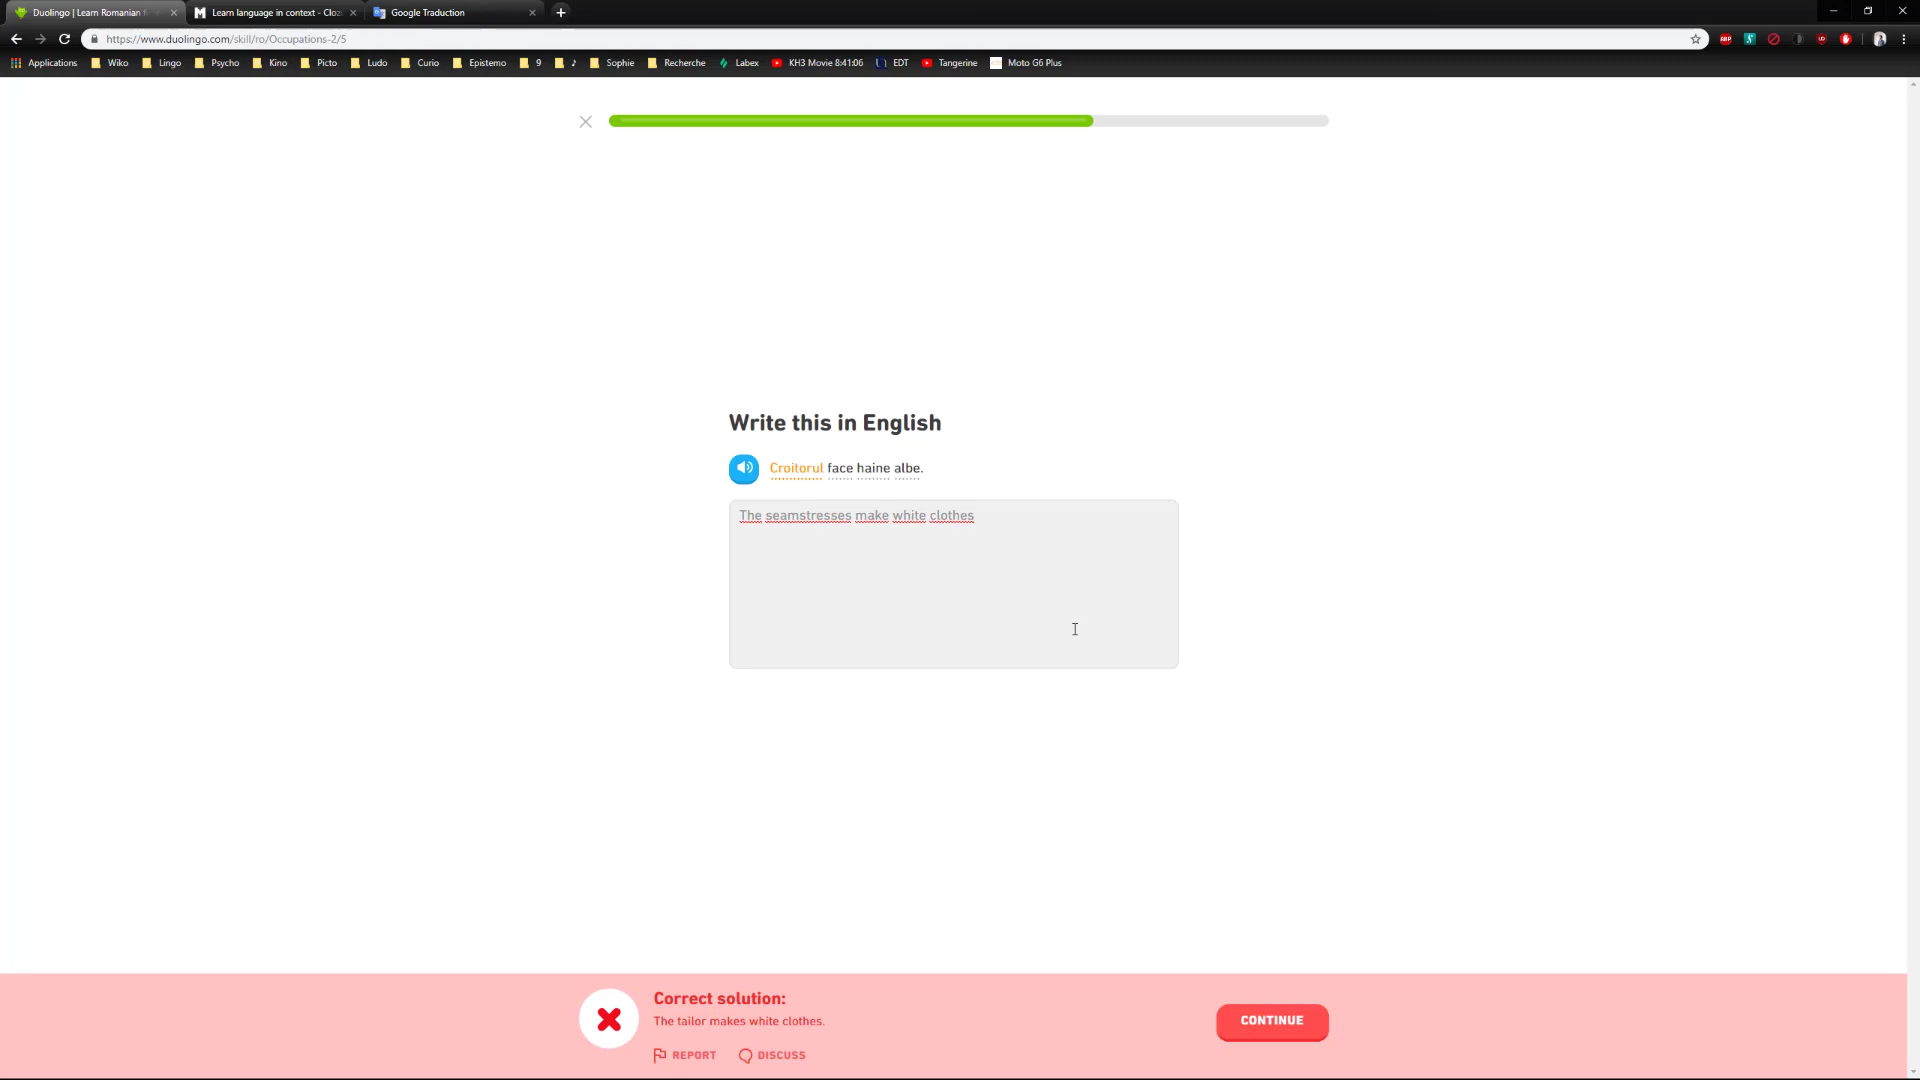 Duolingo | Learn Romanian
Learn language in context - Cloz
Google Traduction
https://www.duolingo.com/skill/ro/Occupations-2/5
Applications Wiko Lingo Psycho Kino Picto Ludo Curio Epistemo 9 ♪ Sophie Recherche Labex KH3 Movie 8:41:06 EDT Tangerine Moto G6 Plus
Write this in English
Croitorul face haine albe.
The seamstresses make white clothes
Correct solution:
The tailor makes white clothes.
REPORT DISCUSS
CONTINUE